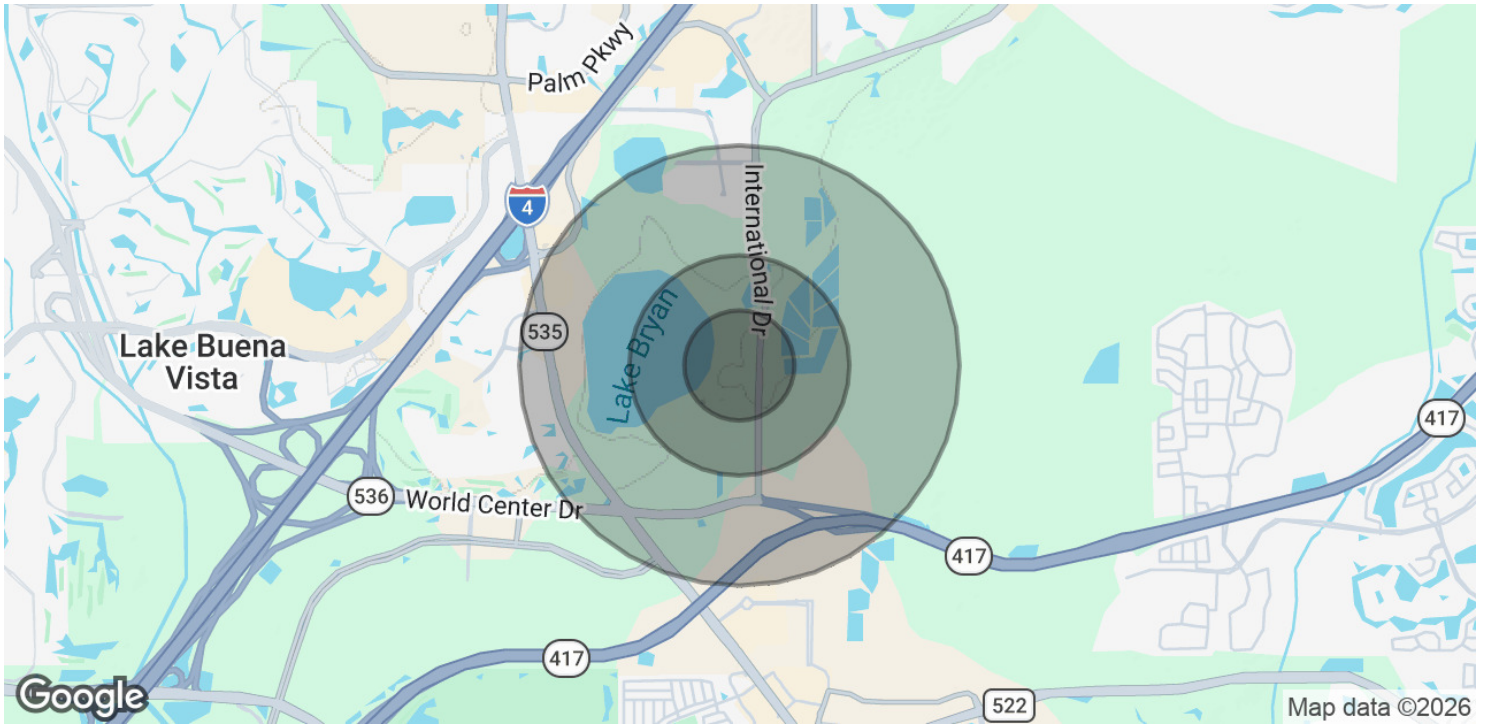 Palm Pkwy
4
International Dr
535
Lake Bryan
Lake Buena
Vista
417
536
World Center Dr
417
417
522
Google
Map data ©2026